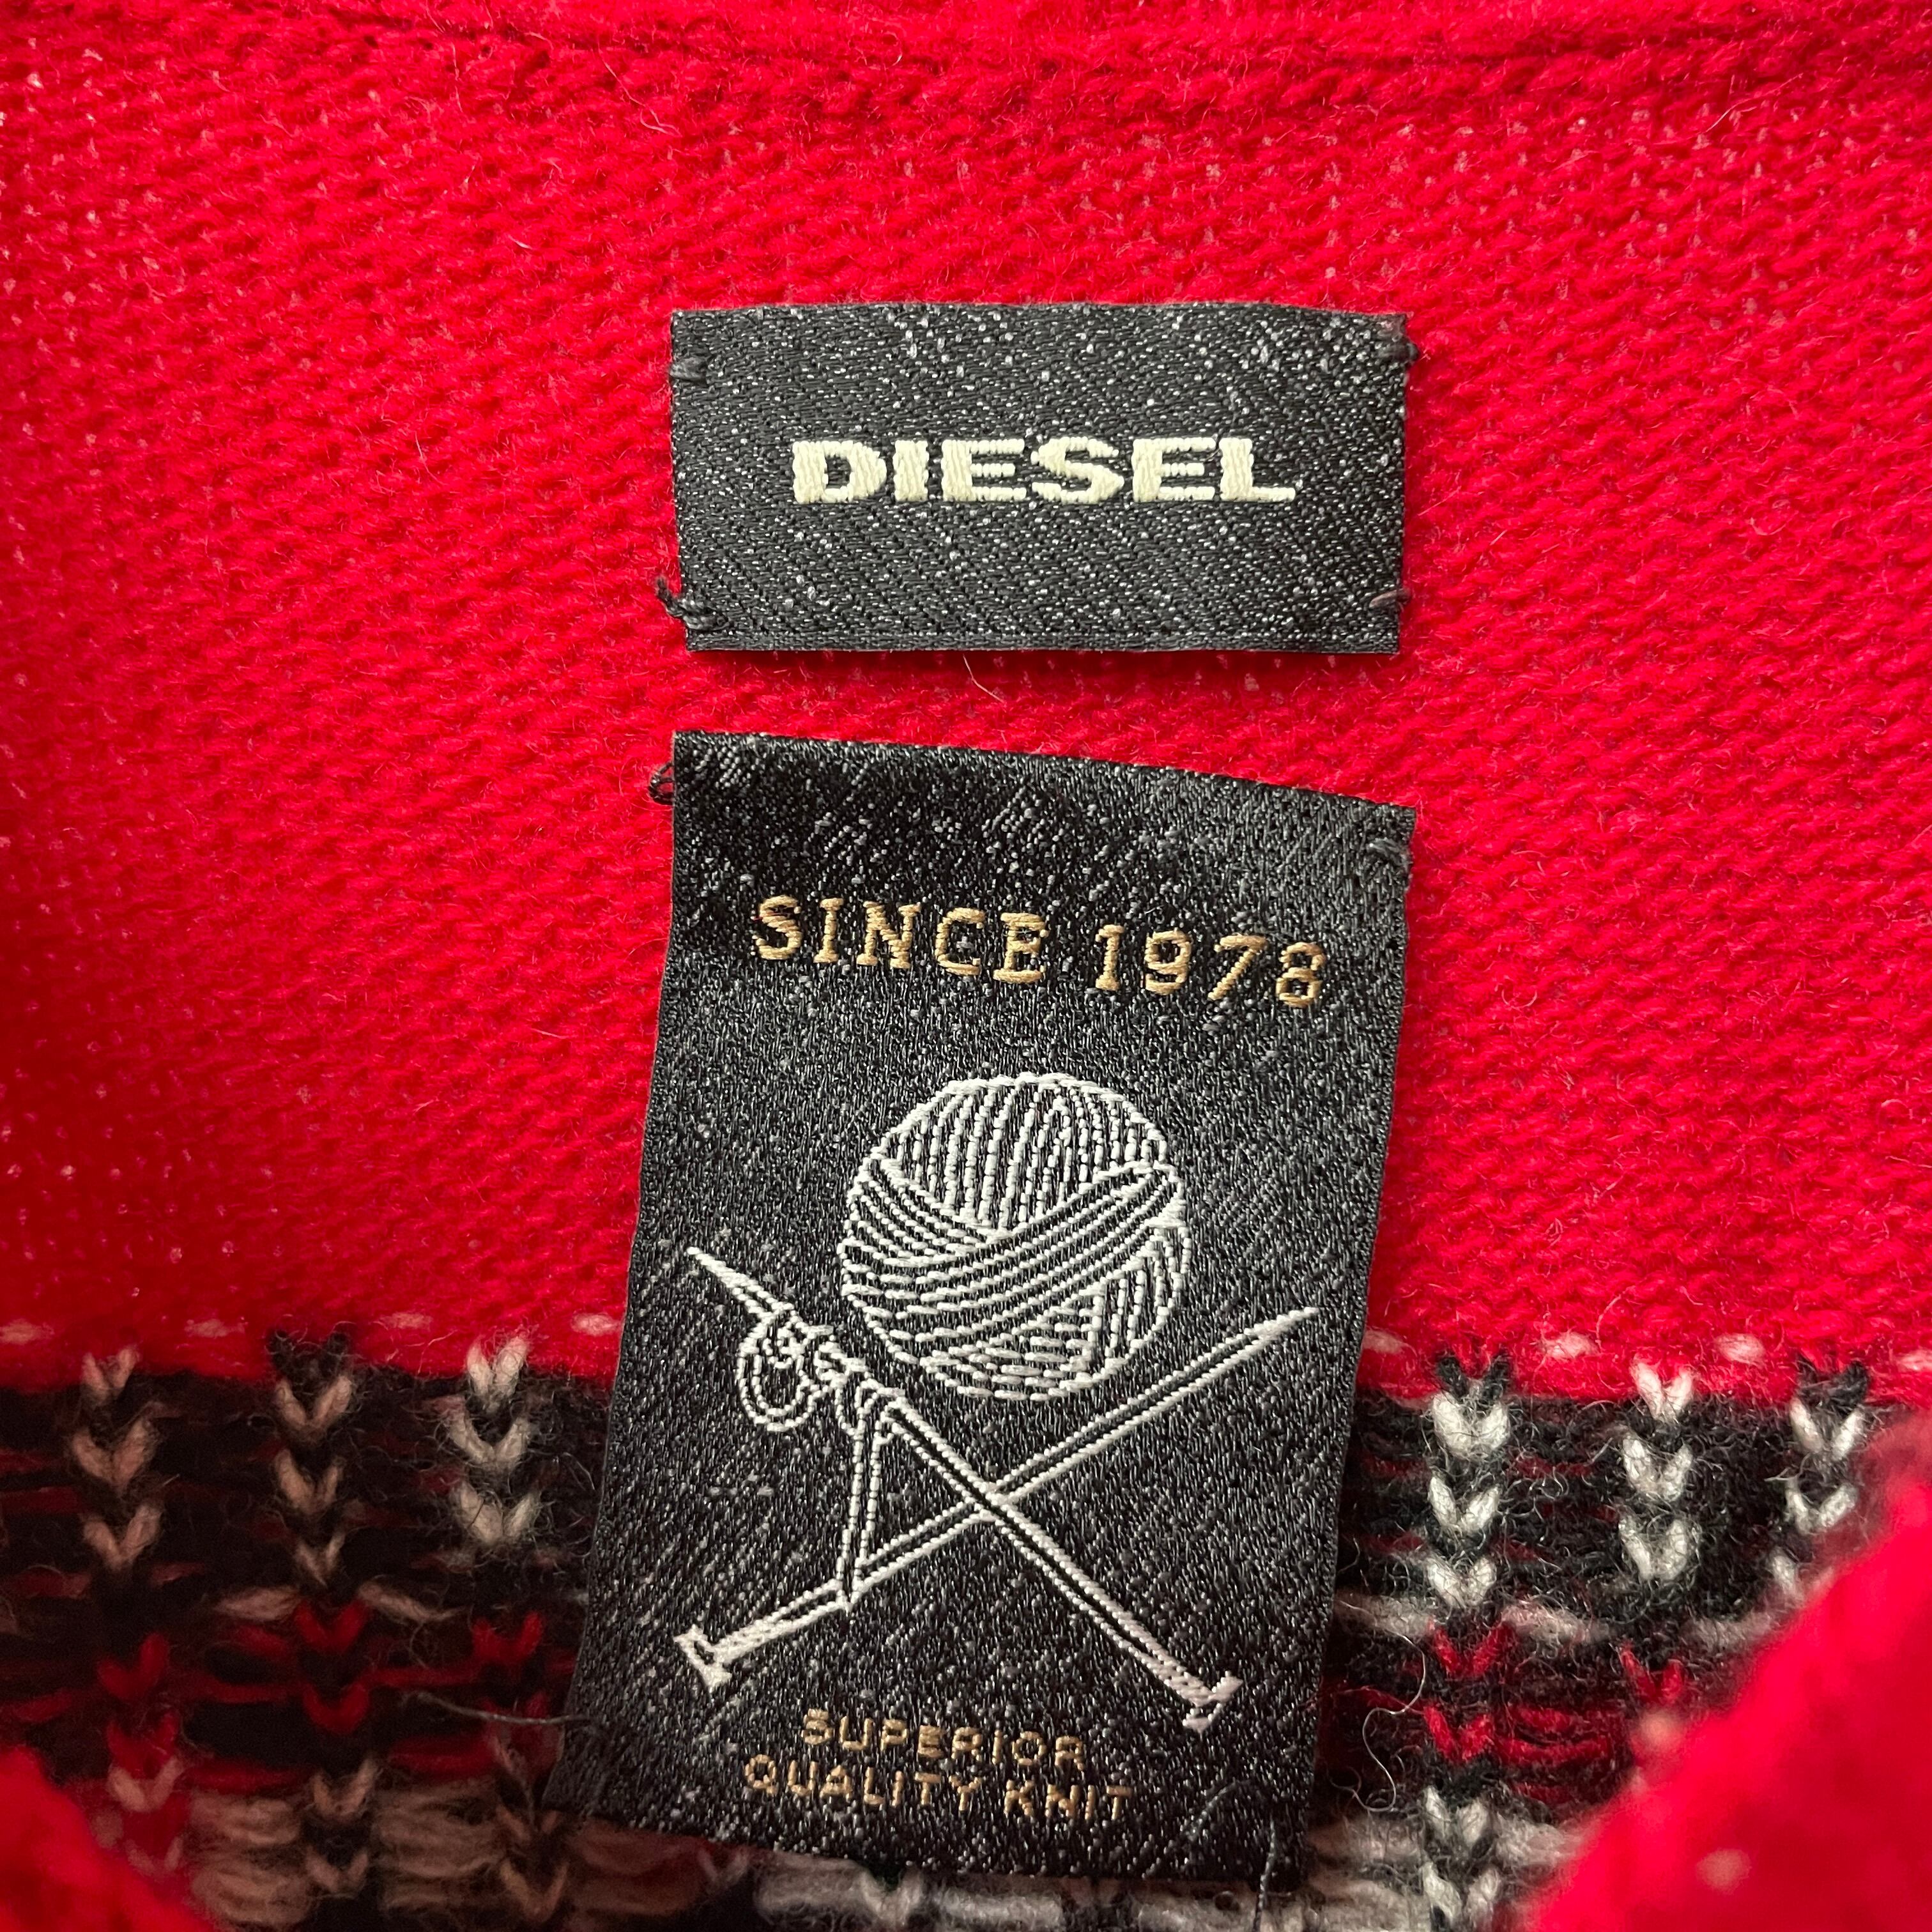 DIESEL
SINCE 1978
SUPERIOR
QUALITY KNIT